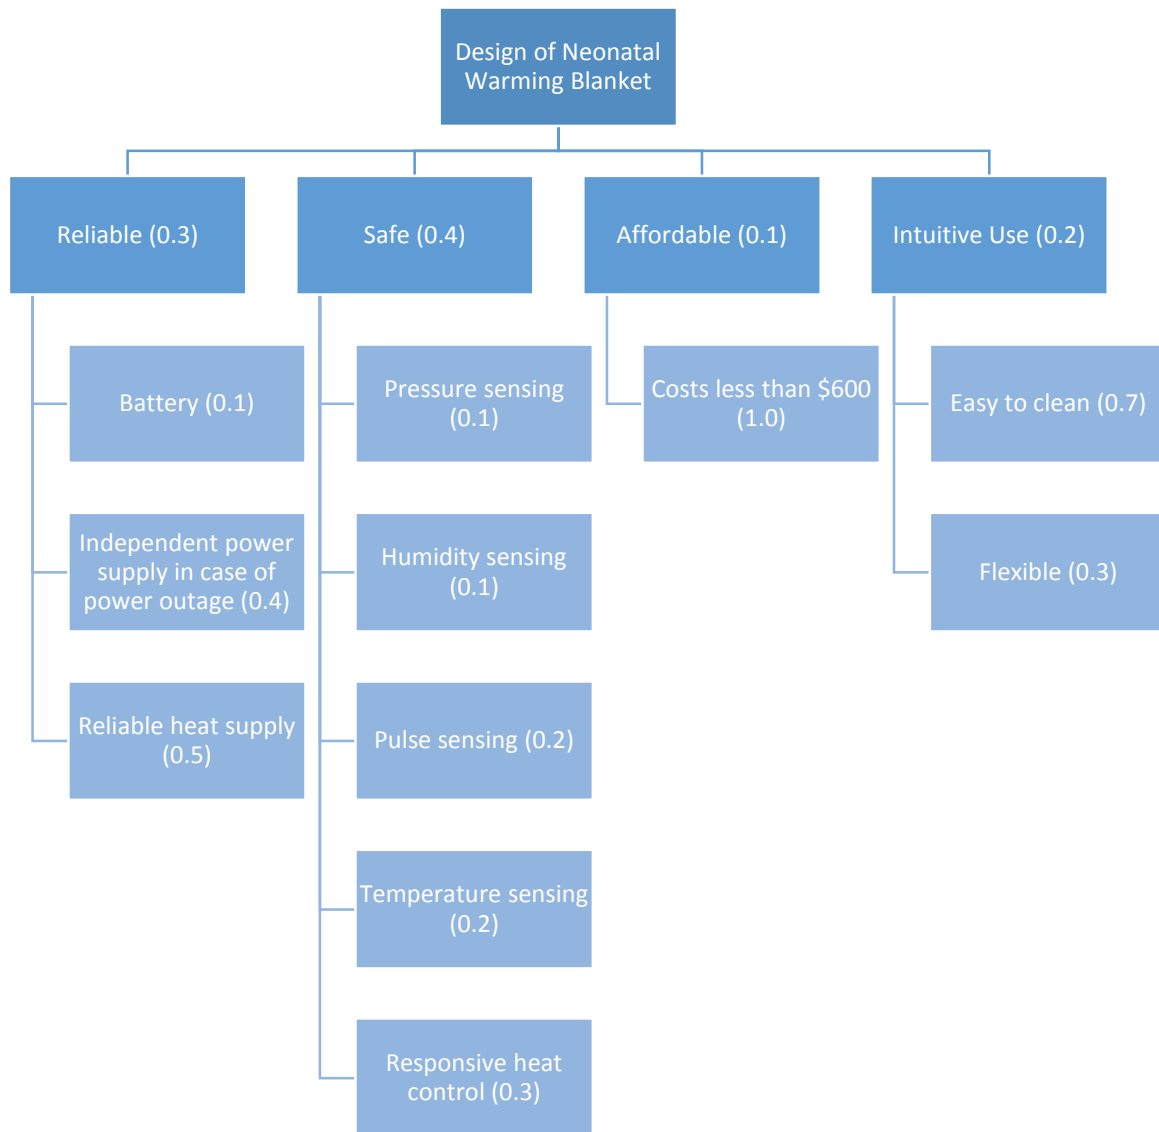 Design of Neonatal
Warming Blanket
Reliable (0.3)
Safe (0.4)
Affordable (0.1)
Intuitive Use (0.2)
Battery (0.1)
Independent power
supply in case of
power outage (0.4)
Reliable heat supply
(0.5)
Pressure sensing
(0.1)
Humidity sensing
(0.1)
Pulse sensing (0.2)
Temperature sensing
(0.2)
Responsive heat
control (0.3)
Costs less than $600
(1.0)
Easy to clean (0.7)
Flexible (0.3)